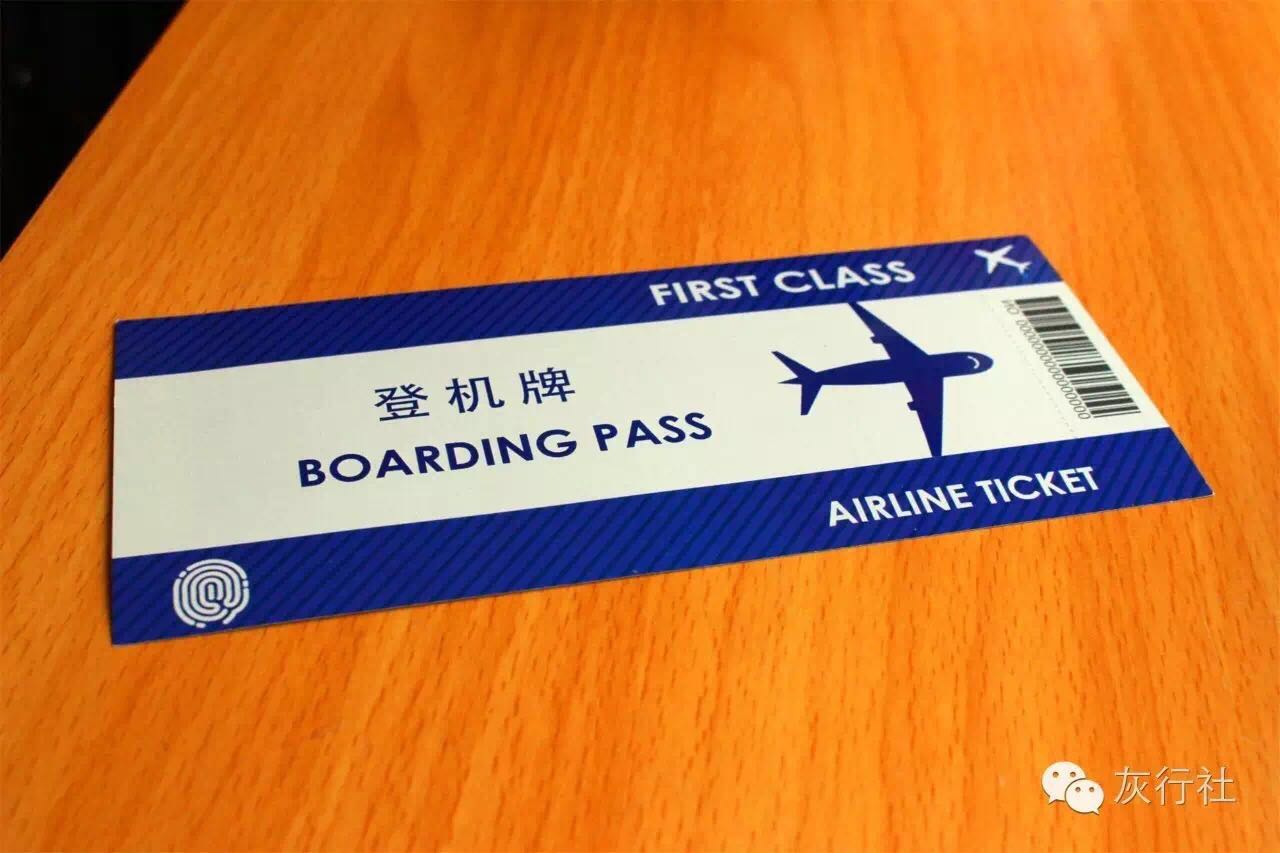 FIRST CLASS
登机牌
BOARDING PASS
AIRLINE TICKET
灰行社